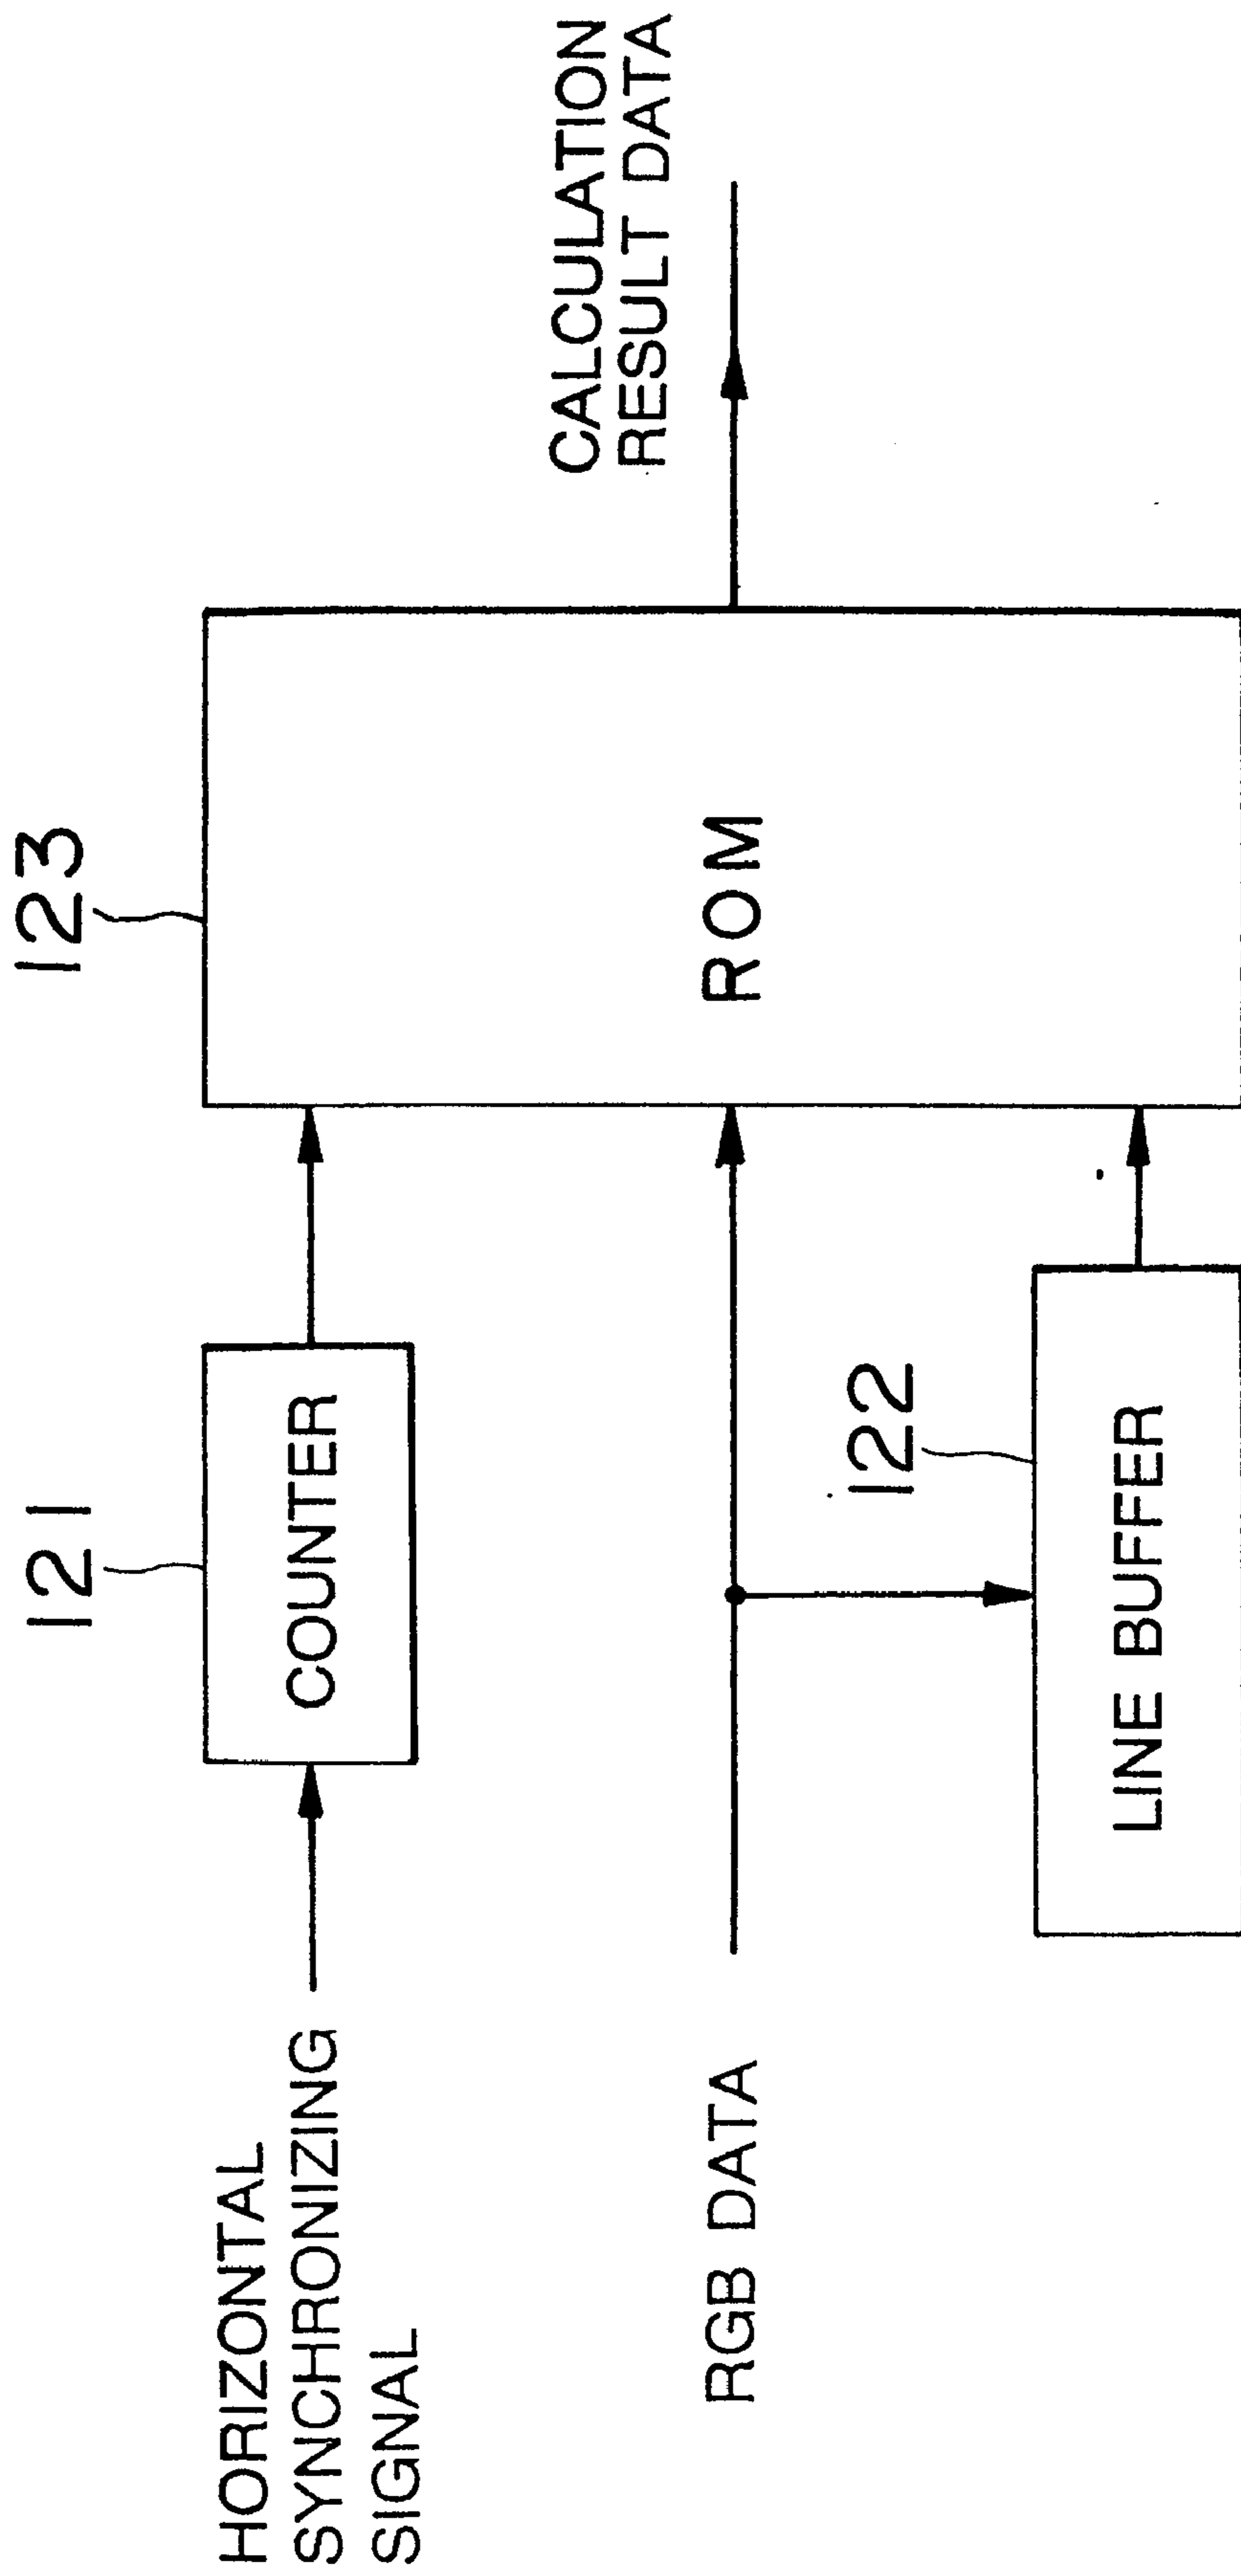 121
123
HORIZONTAL
SYNCHRONIZING
SIGNAL
COUNTER
CALCULATION
RESULT DATA
RGB DATA
ROM
122
LINE BUFFER